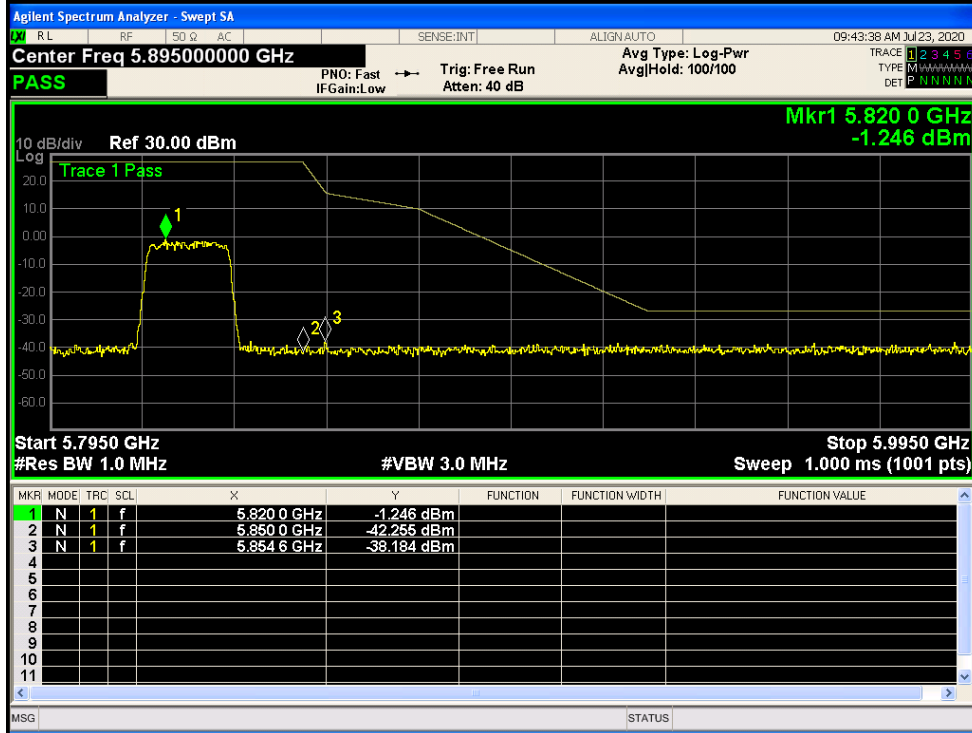 Agilent Spectrum Analyzer - Swept SA
LXI RL RF 50 Ω AC SENSE:INT ALIGNAUTO 09:43:38 AM Jul 23, 2020
Center Freq 5.895000000 GHz Avg Type: Log-Pwr TRACE 1 2 3 4 5 6
PNO: Fast Trig: Free Run Avg|Hold: 100/100 TYPE M
PASS IFGain:Low Atten: 40 dB DET P N N N N N
Mkr1 5.820 0 GHz
10 dB/div Ref 30.00 dBm -1.246 dBm
Log
Trace 1 Pass
20.0
10.0
1
0.00
-10.0
-20.0
-30.0
2 3
-40.0
-50.0
-60.0
Start 5.7950 GHz Stop 5.9950 GHz
#Res BW 1.0 MHz #VBW 3.0 MHz Sweep 1.000 ms (1001 pts)
MKR MODE TRC SCL X Y FUNCTION FUNCTION WIDTH FUNCTION VALUE
1 N 1 f 5.820 0 GHz -1.246 dBm
2 N 1 f 5.850 0 GHz -42.255 dBm
3 N 1 f 5.854 6 GHz -38.184 dBm
4
5
6
7
8
9
10
11
MSG STATUS